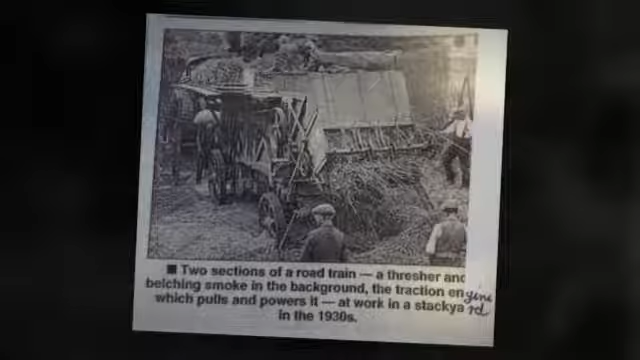 ■ Two sections of a road train — a thresher and
belching smoke in the background, the traction engine
which pulls and powers it — at work in a stackyard
in the 1930s.